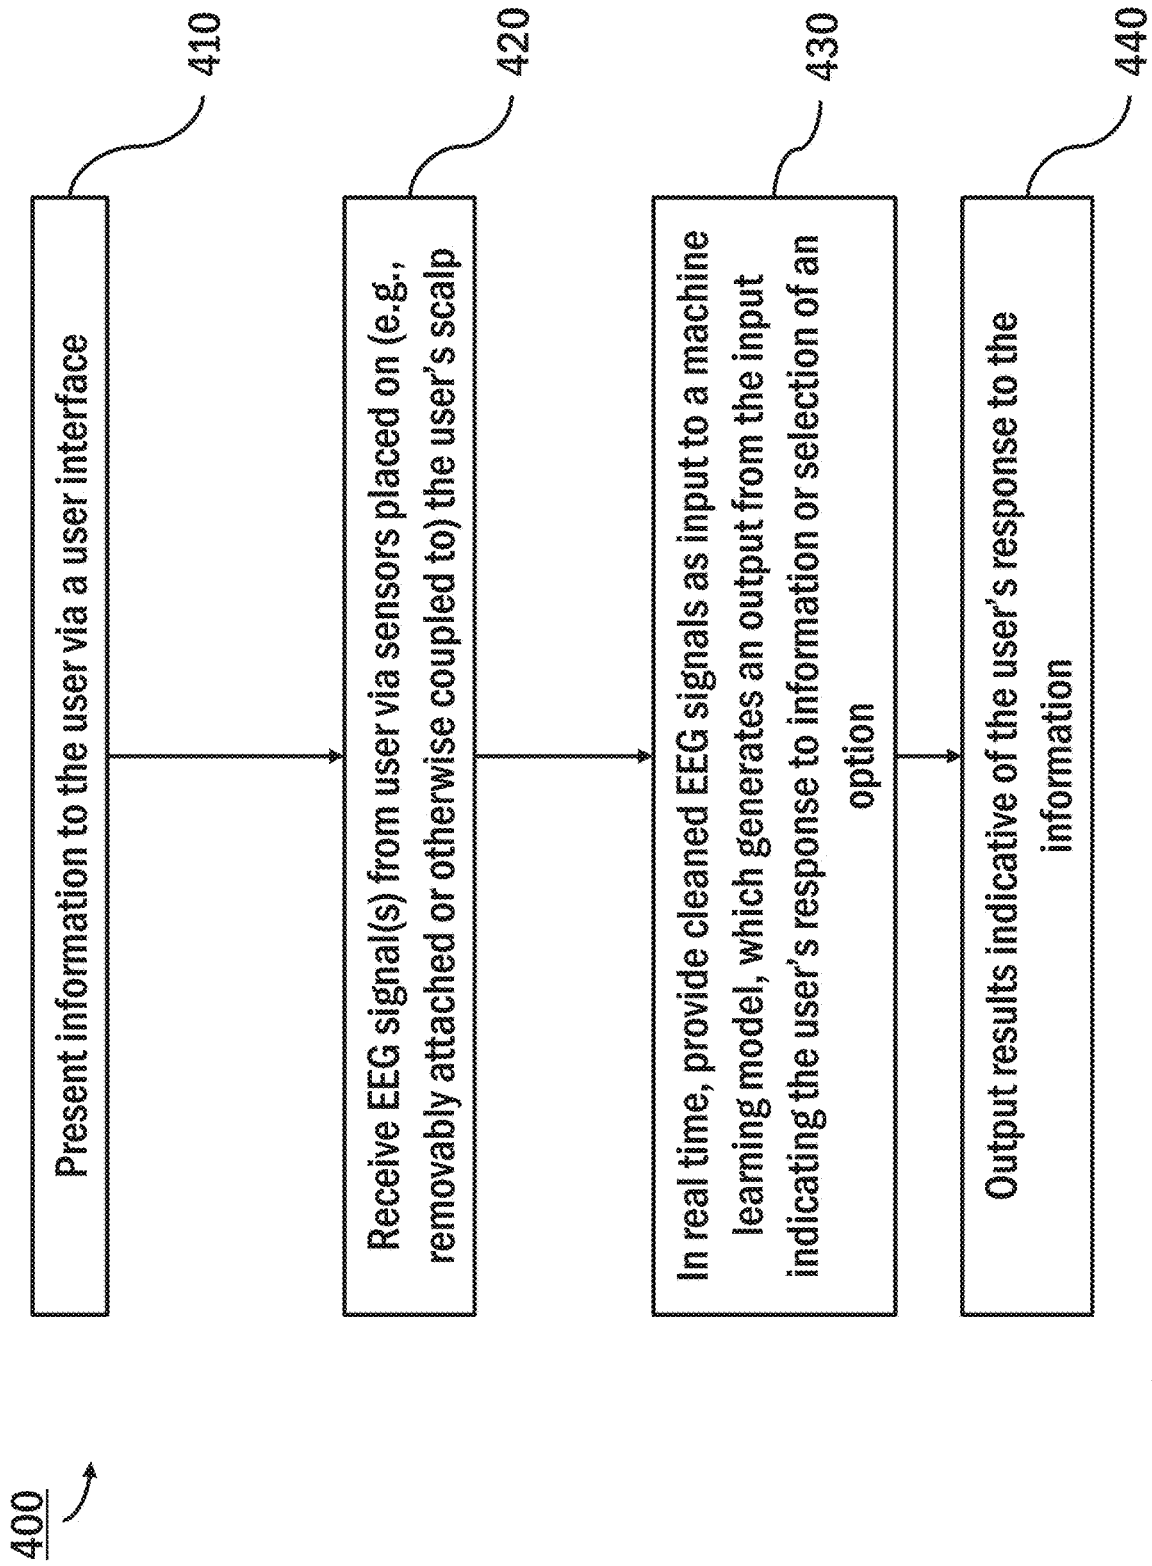 400
Present information to the user via a user interface
410
Receive EEG signal(s) from user via sensors placed on (e.g.,
removably attached or otherwise coupled to) the user's scalp
420
In real time, provide cleaned EEG signals as input to a machine
learning model, which generates an output from the input
indicating the user's response to information or selection of an
option
430
Output results indicative of the user's response to the
information
440